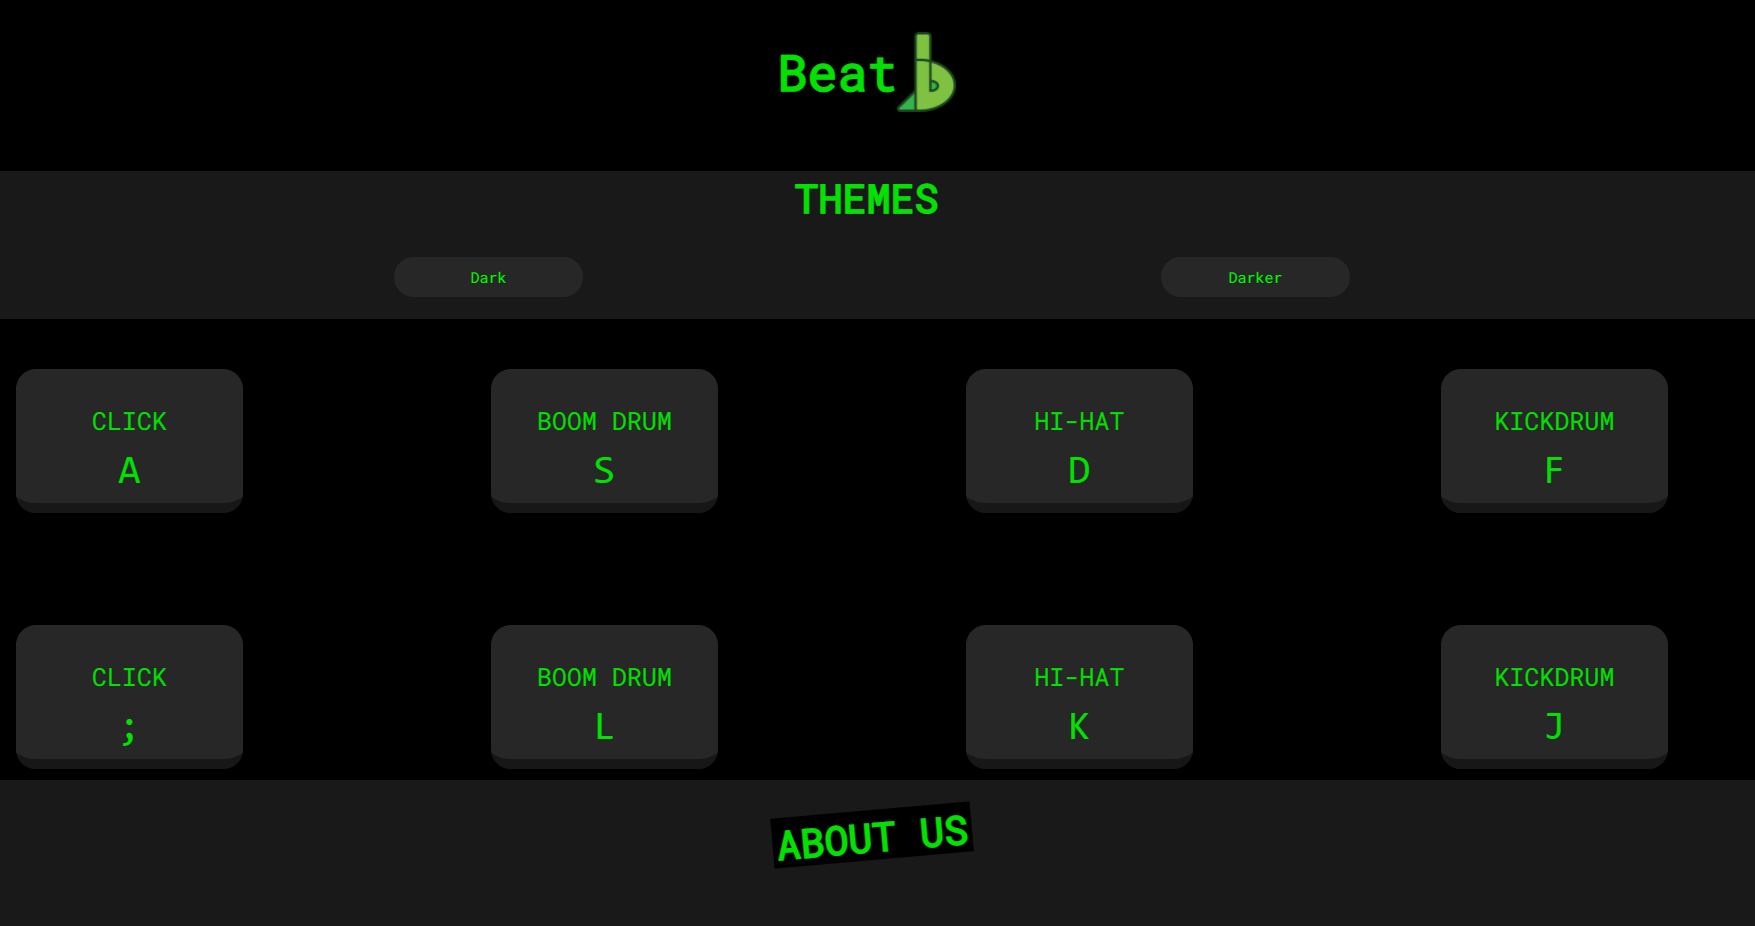 Beat b
THEMES
Dark Darker
CLICK BOOM DRUM HI-HAT KICKDRUM
A S D F
CLICK BOOM DRUM HI-HAT KICKDRUM
; L K J
ABOUT US